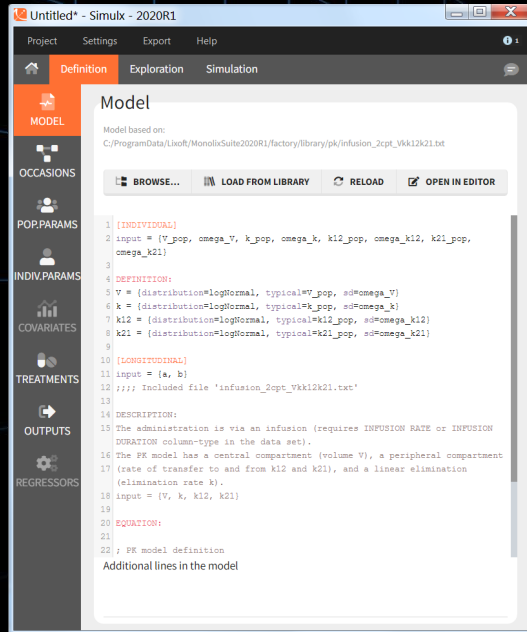 Untitled* - Simulx - 2020R1
Project Settings Export Help
1
Definition Exploration Simulation
MODEL
OCCASIONS
POP.PARAMS
INDIV.PARAMS
COVARIATES
TREATMENTS
OUTPUTS
REGRESSORS
Model
Model based on:
C:/ProgramData/Lixoft/MonolixSuite2020R1/factory/library/pk/infusion_2cpt_Vkk12k21.txt
BROWSE... LOAD FROM LIBRARY RELOAD OPEN IN EDITOR
1 [INDIVIDUAL]
2 input = {V_pop, omega_V, k_pop, omega_k, k12_pop, omega_k12, k21_pop,
omega_k21}
3
4 DEFINITION:
5 V = {distribution=logNormal, typical=V_pop, sd=omega_V}
6 k = {distribution=logNormal, typical=k_pop, sd=omega_k}
7 k12 = {distribution=logNormal, typical=k12_pop, sd=omega_k12}
8 k21 = {distribution=logNormal, typical=k21_pop, sd=omega_k21}
9
10 [LONGITUDINAL]
11 input = {a, b}
12 ;;;; Included file 'infusion_2cpt_Vkk12k21.txt'
13
14 DESCRIPTION:
15 The administration is via an infusion (requires INFUSION RATE or INFUSION
DURATION column-type in the data set).
16 The PK model has a central compartment (volume V), a peripheral compartment
17 (rate of transfer to and from k12 and k21), and a linear elimination
(elimination rate k).
18 input = {V, k, k12, k21}
19
20 EQUATION:
21
22 ; PK model definition
Additional lines in the model